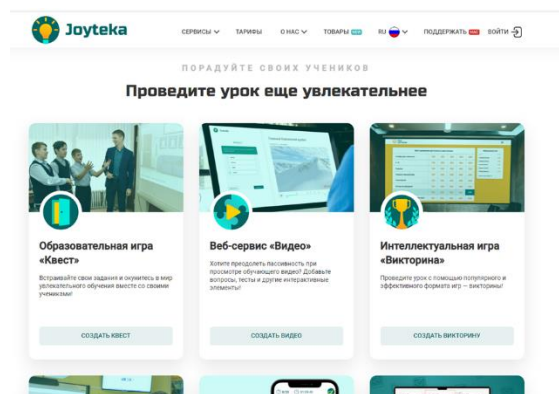 Joyteka
СЕРВИСЫ ТАРИФЫ О НАС ТОВАРЫ RU ПОДДЕРЖАТЬ ВОЙТИ
ПОРАДУЙТЕ СВОИХ УЧЕНИКОВ
Проведите урок еще увлекательнее
Образовательная игра
«Квест»
Встраивайте свои задания и окунитесь в мир
увлекательного обучения вместе со своими
учениками!
СОЗДАТЬ КВЕСТ
Веб-сервис «Видео»
Хотите преодолеть пассивность при
просмотре обучающего видео? Добавьте
вопросы, тесты и другие интерактивные
элементы!
СОЗДАТЬ ВИДЕО
Интеллектуальная игра
«Викторина»
Проведите урок с помощью популярного и
эффективного формата игр – викторины!
СОЗДАТЬ ВИКТОРИНУ